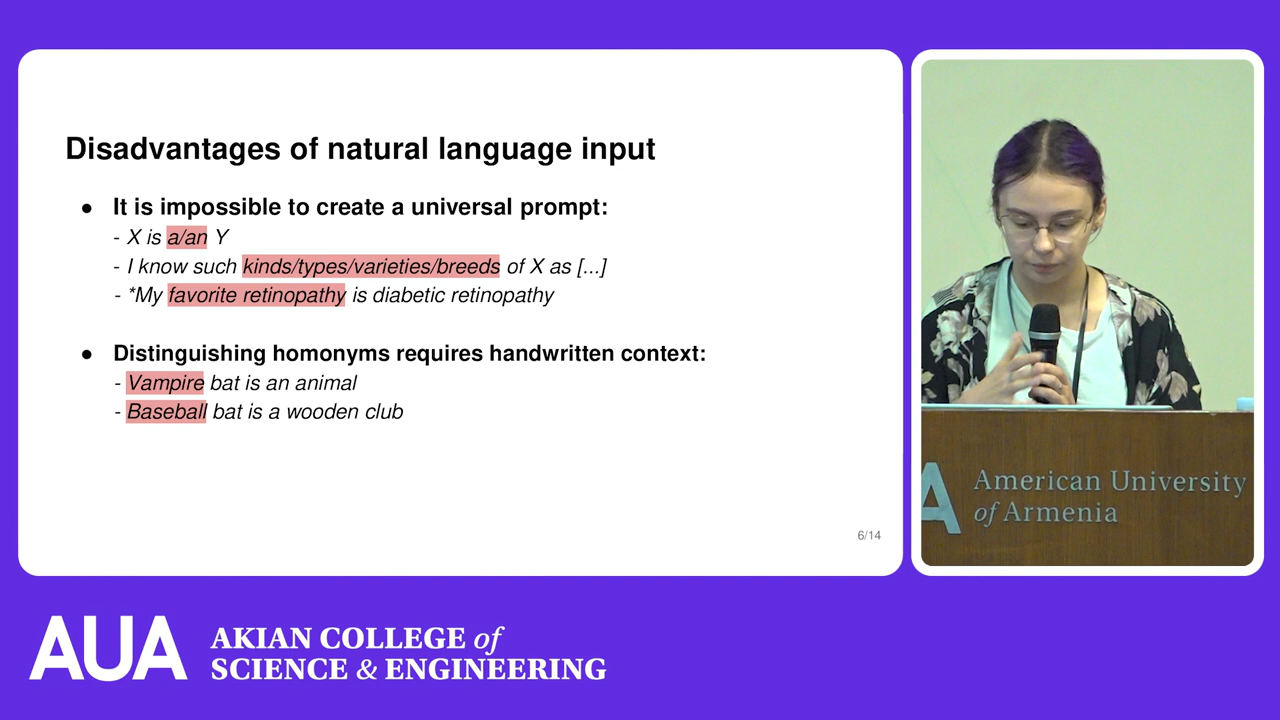 Disadvantages of natural language input
● It is impossible to create a universal prompt:
- X is a/an Y
- I know such kinds/types/varieties/breeds of X as [...]
- *My favorite retinopathy is diabetic retinopathy
● Distinguishing homonyms requires handwritten context:
- Vampire bat is an animal
- Baseball bat is a wooden club
6/14
A American University
of Armenia
AUA AKIAN COLLEGE of
SCIENCE & ENGINEERING